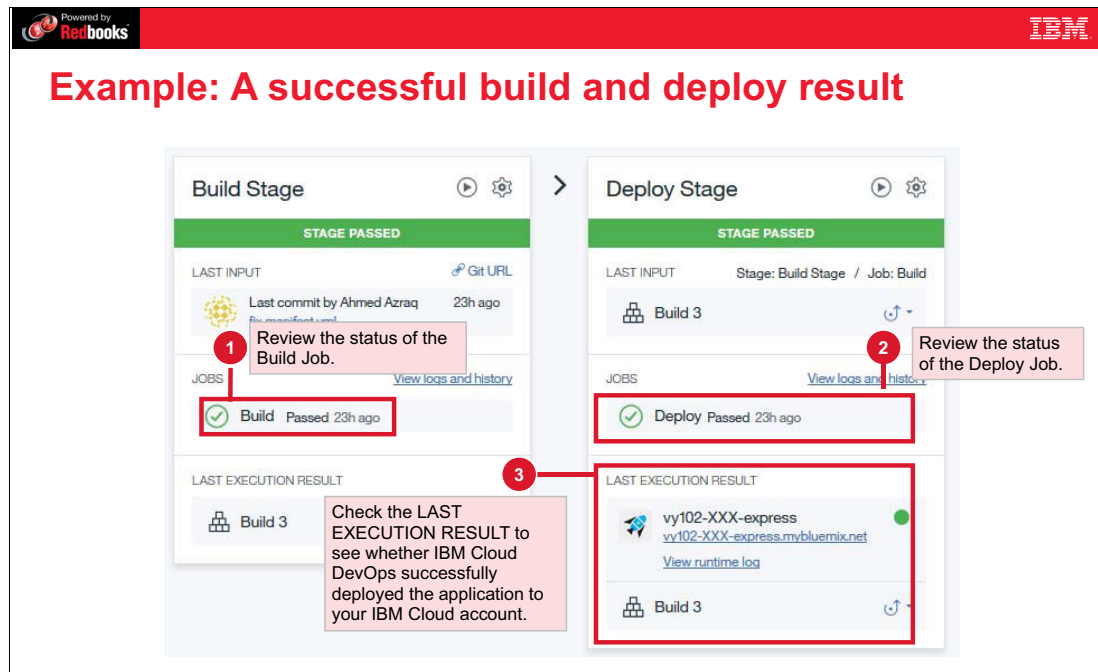 Powered by
Redbooks
IBM.
Example: A successful build and deploy result
Build Stage
STAGE PASSED
LAST INPUT
Git URL
Last commit by Ahmed Azraq
23h ago
fix manifest.yml
1
Review the status of the
Build Job.
JOBS
View logs and history
Build Passed 23h ago
LAST EXECUTION RESULT
Build 3
Deploy Stage
STAGE PASSED
LAST INPUT
Stage: Build Stage / Job: Build
Build 3
2
Review the status
of the Deploy Job.
JOBS
View logs and history
Deploy Passed 23h ago
3
Check the LAST
EXECUTION RESULT to
see whether IBM Cloud
DevOps successfully
deployed the application to
your IBM Cloud account.
LAST EXECUTION RESULT
vy102-XXX-express
vy102-XXX-express.mybluemix.net
View runtime log
Build 3